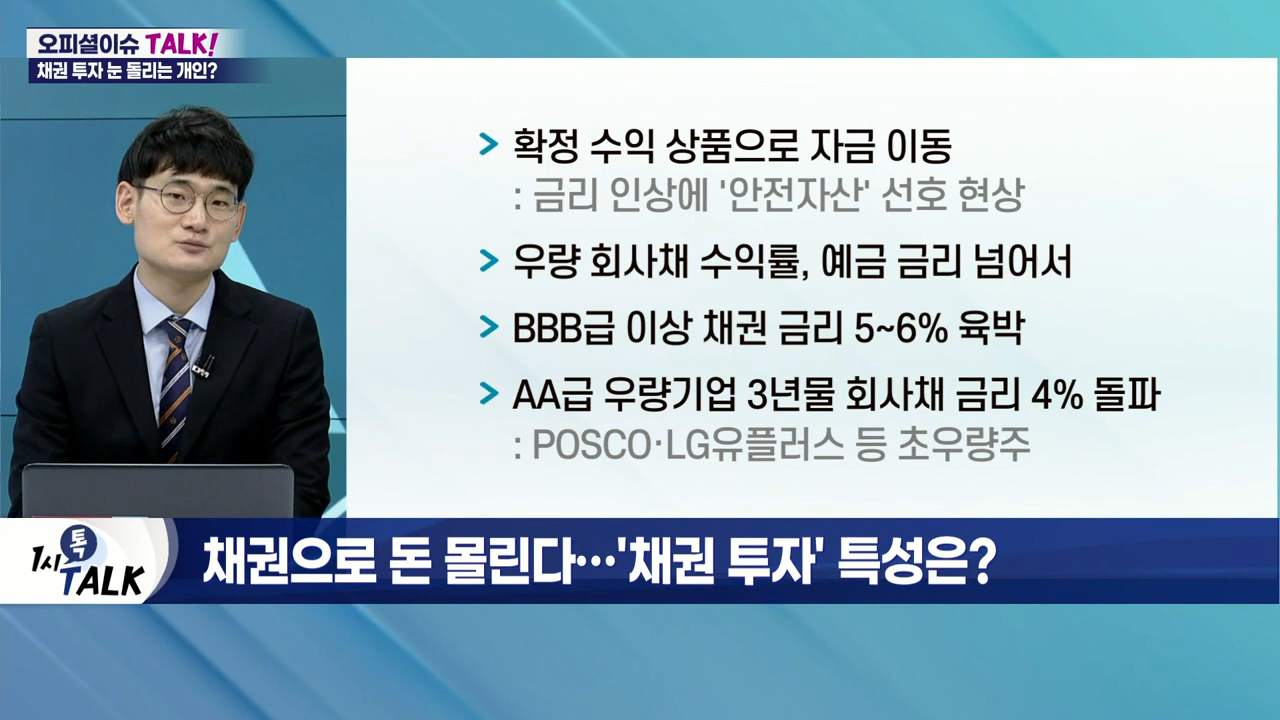 오피셜이슈 TALK!
채권 투자 눈 돌리는 개인?
> 확정 수익 상품으로 자금 이동
: 금리 인상에 '안전자산' 선호 현상
> 우량 회사채 수익률, 예금 금리 넘어서
> BBB급 이상 채권 금리 5~6% 육박
> AA급 우량기업 3년물 회사채 금리 4% 돌파
: POSCO·LG유플러스 등 초우량주
1시 톡 TALK
채권으로 돈 몰린다…'채권 투자' 특성은?